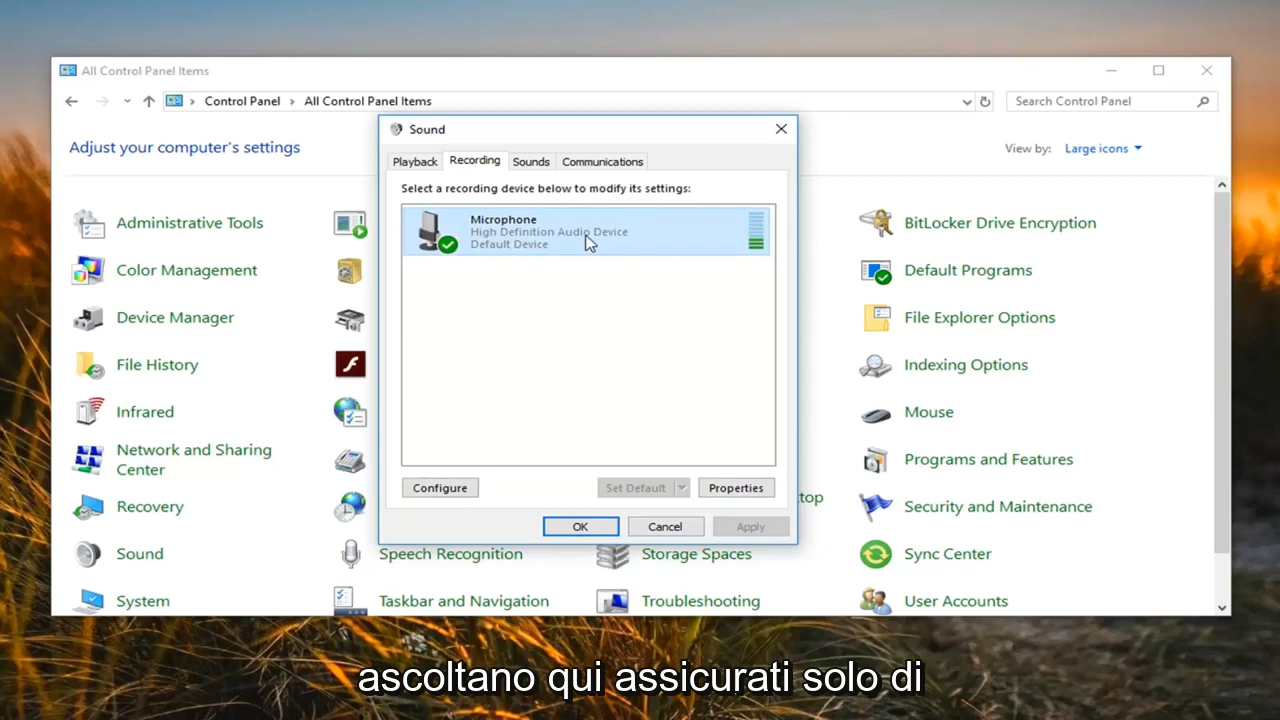 All Control Panel Items
Control Panel > All Control Panel Items
Search Control Panel
Adjust your computer's settings
View by: Large icons
Sound
Playback
Recording
Sounds
Communications
Select a recording device below to modify its settings:
Microphone
High Definition Audio Device
Default Device
Configure
Set Default
Properties
OK
Cancel
Apply
Administrative Tools
BitLocker Drive Encryption
Color Management
Default Programs
Device Manager
File Explorer Options
File History
Indexing Options
Infrared
Mouse
Network and Sharing
Center
Programs and Features
Recovery
Security and Maintenance
Sound
Speech Recognition
Storage Spaces
Sync Center
System
Taskbar and Navigation
Troubleshooting
User Accounts
ascoltano qui assicurati solo di